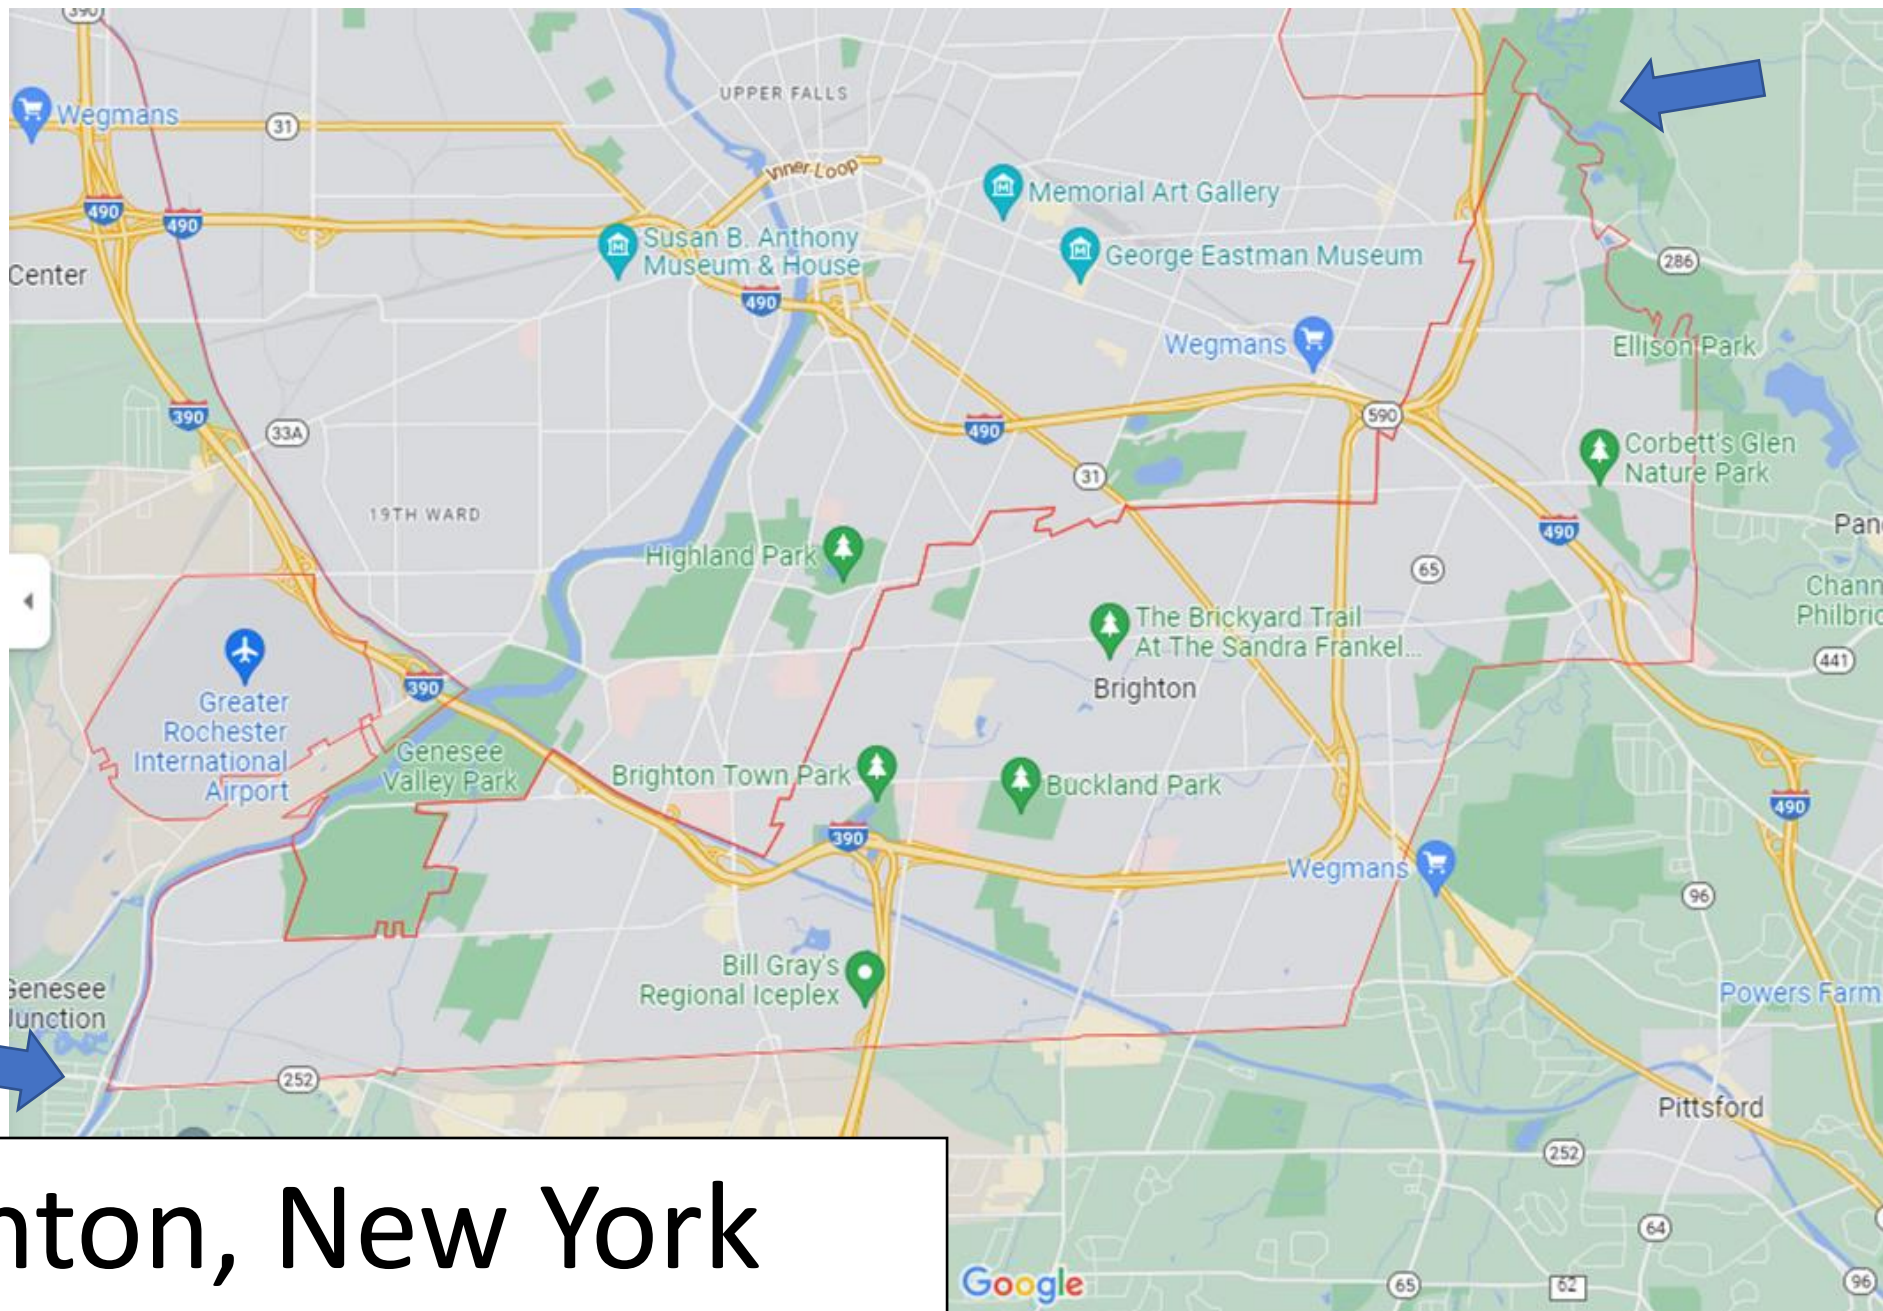 390
UPPER FALLS
Wegmans
31
Inner Loop
Memorial Art Gallery
490
490
Susan B. Anthony
Museum & House
George Eastman Museum
286
Center
490
Wegmans
Ellison Park
390
590
33A
490
Corbett's Glen
Nature Park
31
19TH WARD
490
Highland Park
65
The Brickyard Trail
At The Sandra Frankel...
441
390
Brighton
Greater
Rochester
International
Airport
Genesee
Valley Park
Brighton Town Park
Buckland Park
490
390
Wegmans
96
Bill Gray's
Regional Iceplex
Genesee
Junction
Powers Farm
252
Pittsford
252
nton, New York
64
Google
65
62
96